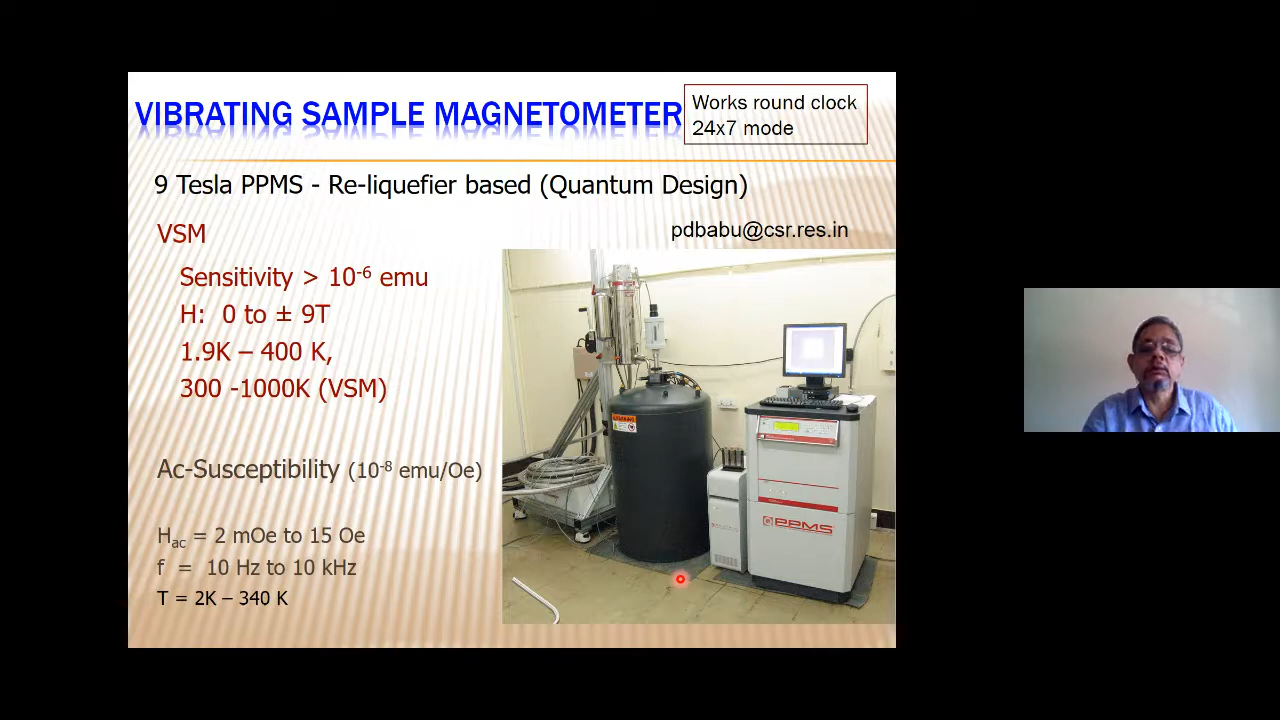 VIBRATING SAMPLE MAGNETOMETER
Works round clock
24x7 mode
9 Tesla PPMS - Re-liquefier based (Quantum Design)
pdbabu@csr.res.in
VSM
Sensitivity > 10⁻⁶ emu
H: 0 to ± 9T
1.9K – 400 K,
300 -1000K (VSM)
Ac-Susceptibility (10⁻⁸ emu/Oe)
Hac = 2 mOe to 15 Oe
f = 10 Hz to 10 kHz
T = 2K – 340 K
PPMS